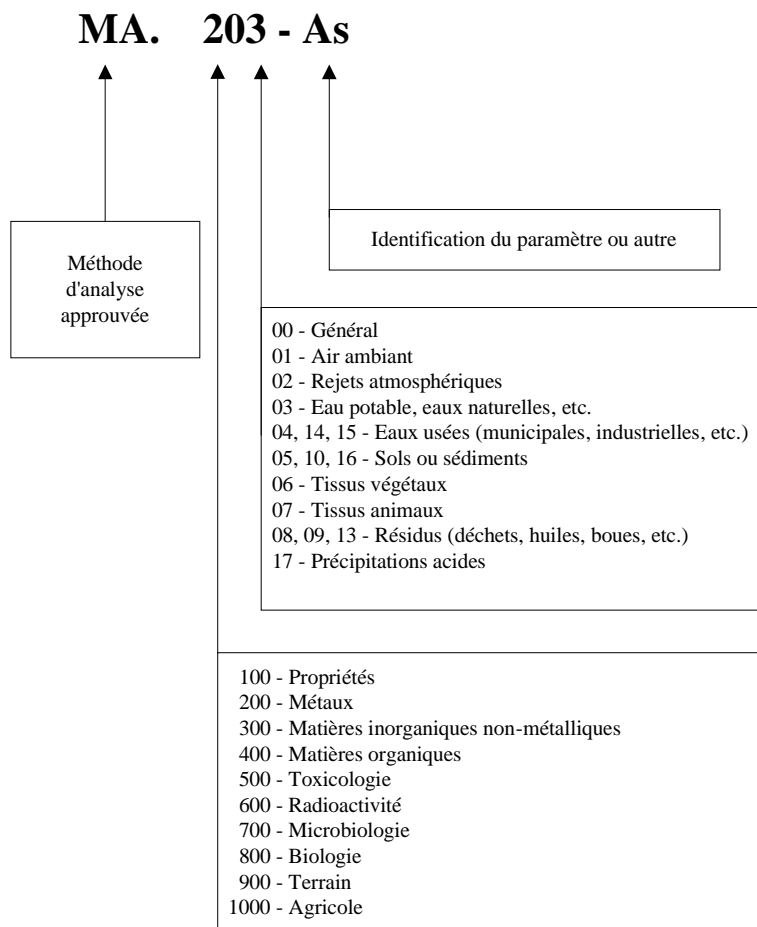 MA. 203 - As
Méthode
d'analyse
approuvée
Identification du paramètre ou autre
00 - Général
01 - Air ambiant
02 - Rejets atmosphériques
03 - Eau potable, eaux naturelles, etc.
04, 14, 15 - Eaux usées (municipales, industrielles, etc.)
05, 10, 16 - Sols ou sédiments
06 - Tissus végétaux
07 - Tissus animaux
08, 09, 13 - Résidus (déchets, huiles, boues, etc.)
17 - Précipitations acides
100 - Propriétés
200 - Métaux
300 - Matières inorganiques non-métalliques
400 - Matières organiques
500 - Toxicologie
600 - Radioactivité
700 - Microbiologie
800 - Biologie
900 - Terrain
1000 - Agricole